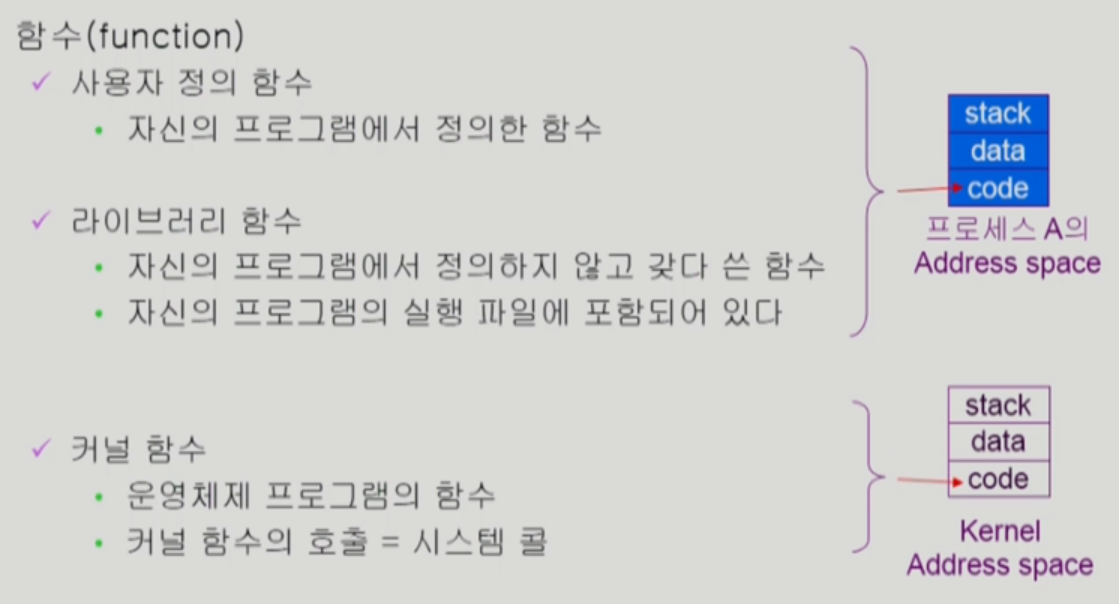 함수(function)
✓ 사용자 정의 함수
• 자신의 프로그램에서 정의한 함수
✓ 라이브러리 함수
• 자신의 프로그램에서 정의하지 않고 갖다 쓴 함수
• 자신의 프로그램의 실행 파일에 포함되어 있다
stack
data
code
프로세스 A의
Address space
✓ 커널 함수
• 운영체제 프로그램의 함수
• 커널 함수의 호출 = 시스템 콜
stack
data
code
Kernel
Address space